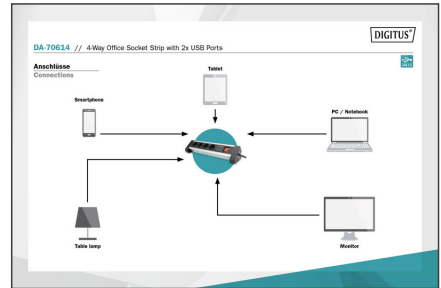 DIGITUS®
DA-70614 // 4-Way Office Socket Strip with 2x USB Ports
Anschlüsse
Connections
Tablet
Smartphone
PC / Notebook
Table lamp
Monitor